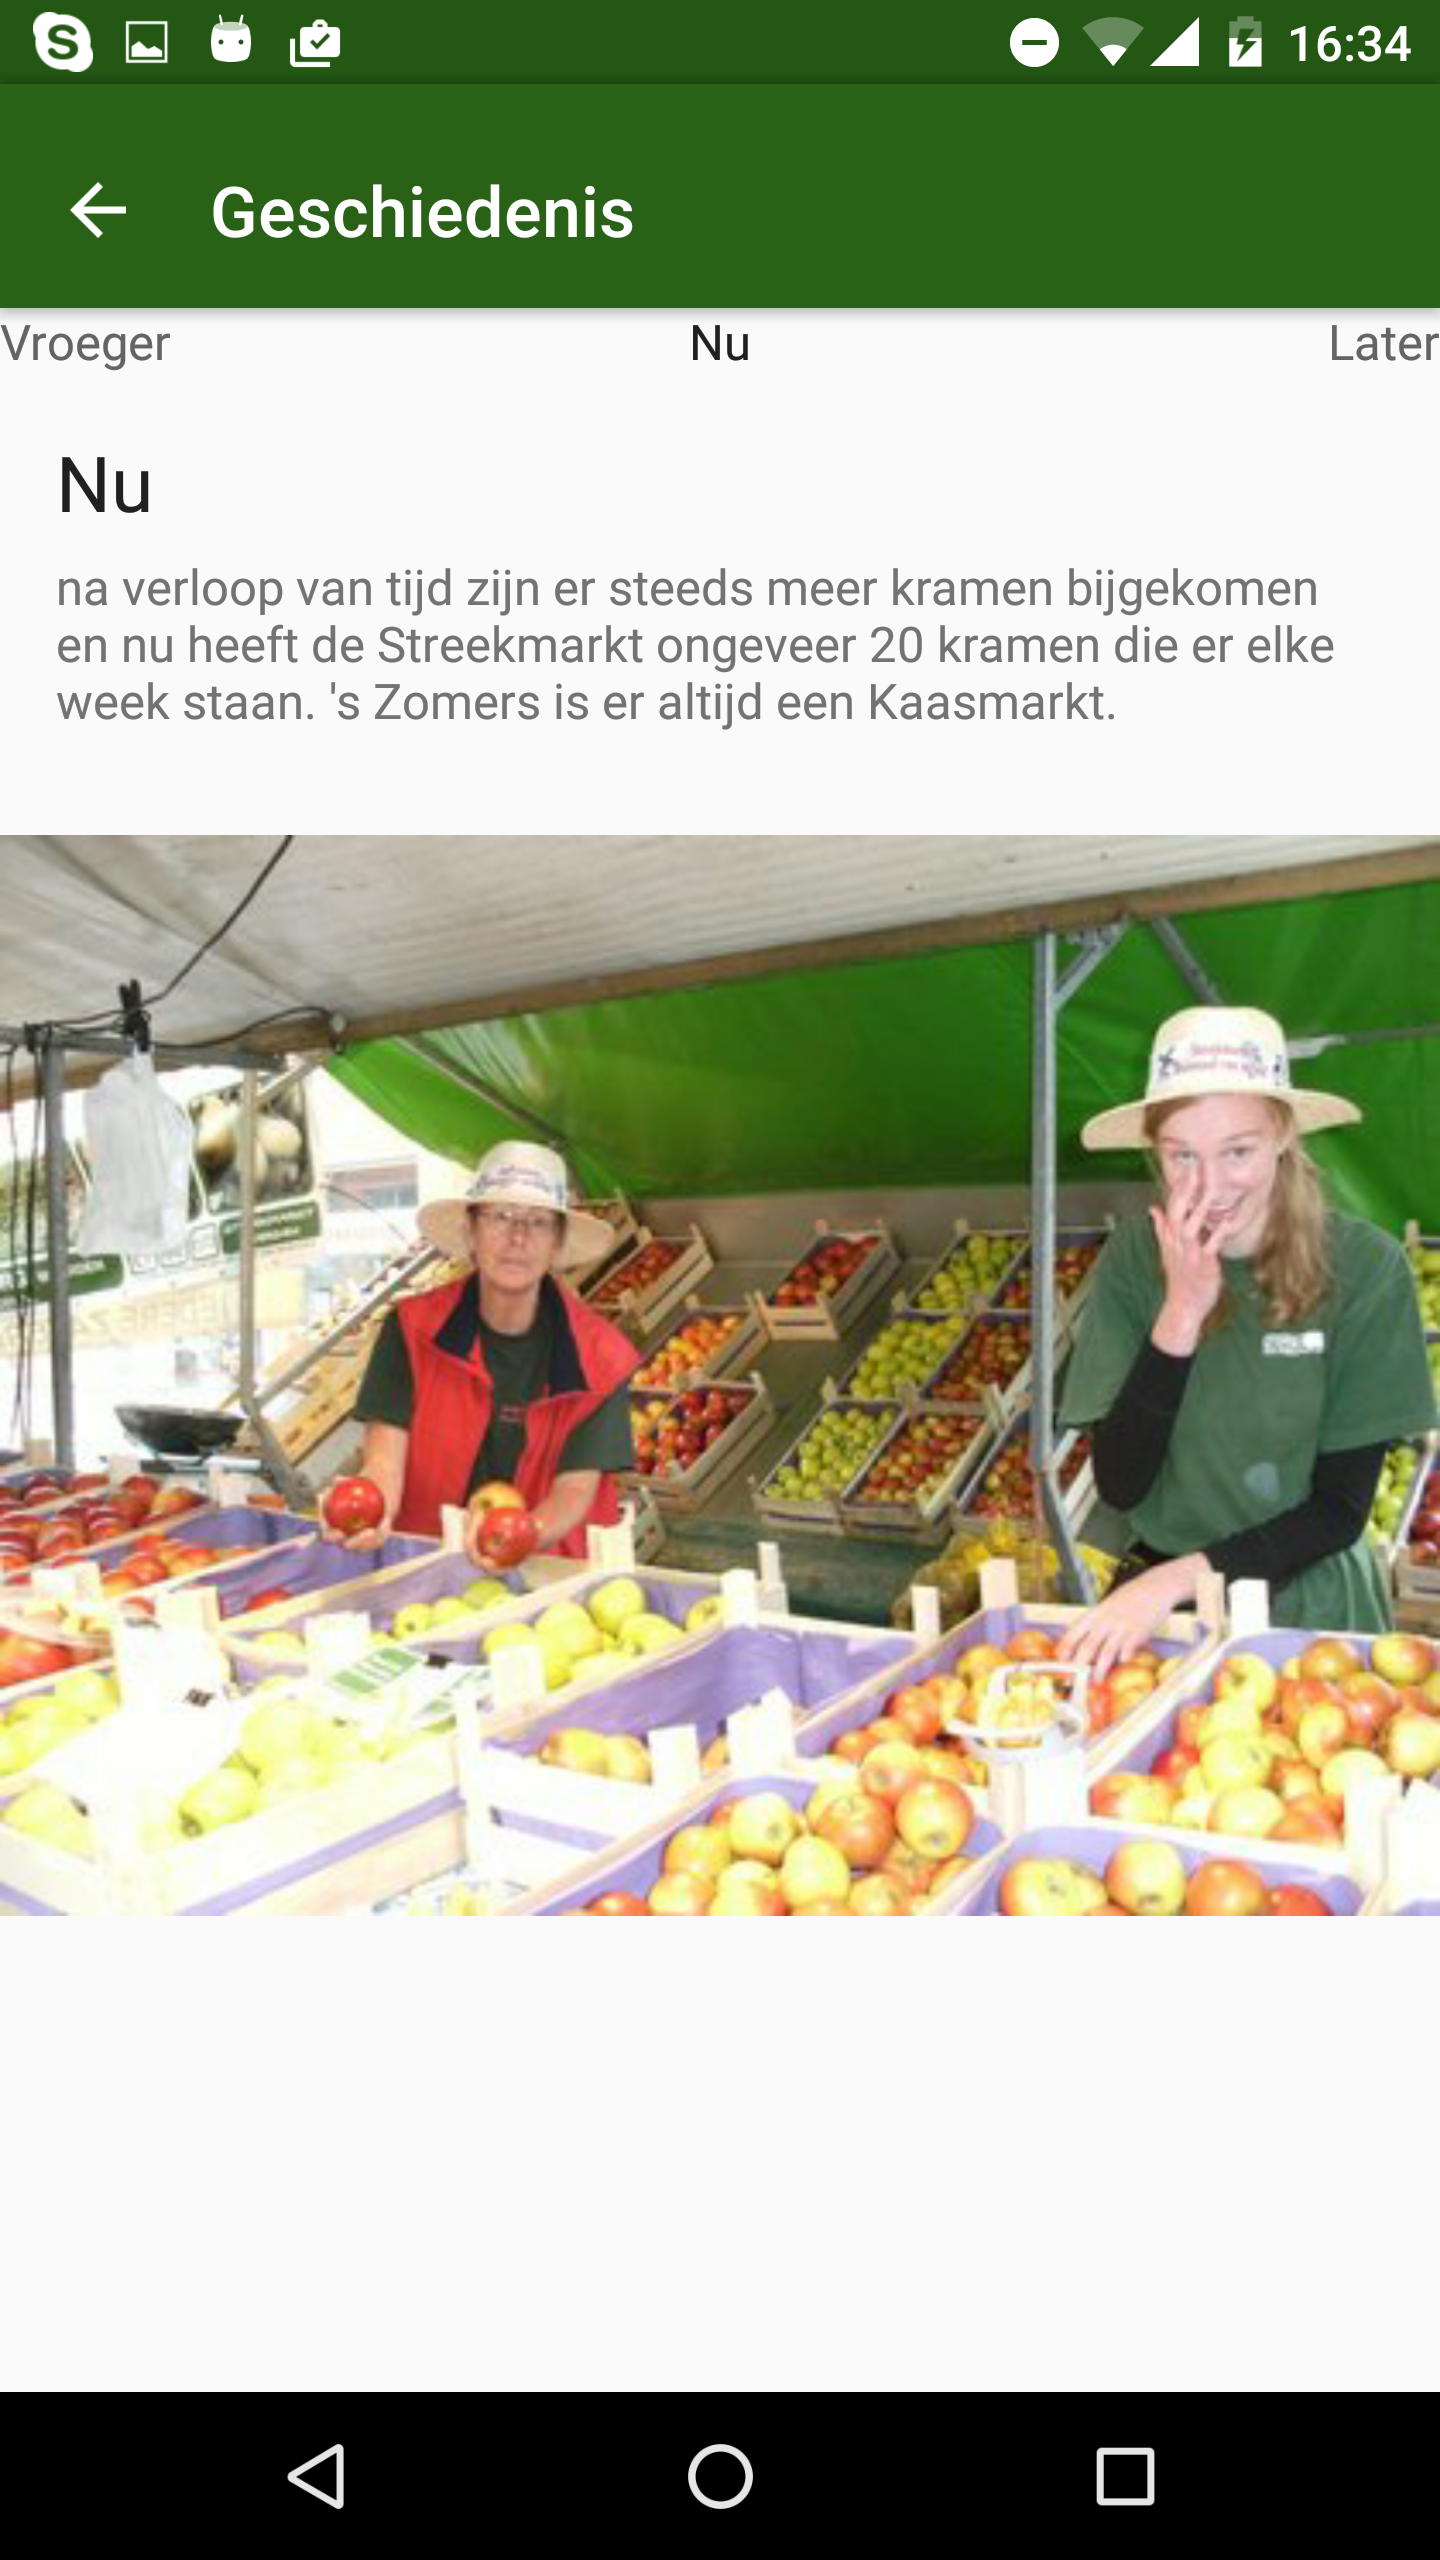 16:34
Geschiedenis
Vroeger Nu Later
Nu
na verloop van tijd zijn er steeds meer kramen bijgekomen
en nu heeft de Streekmarkt ongeveer 20 kramen die er elke
week staan. 's Zomers is er altijd een Kaasmarkt.